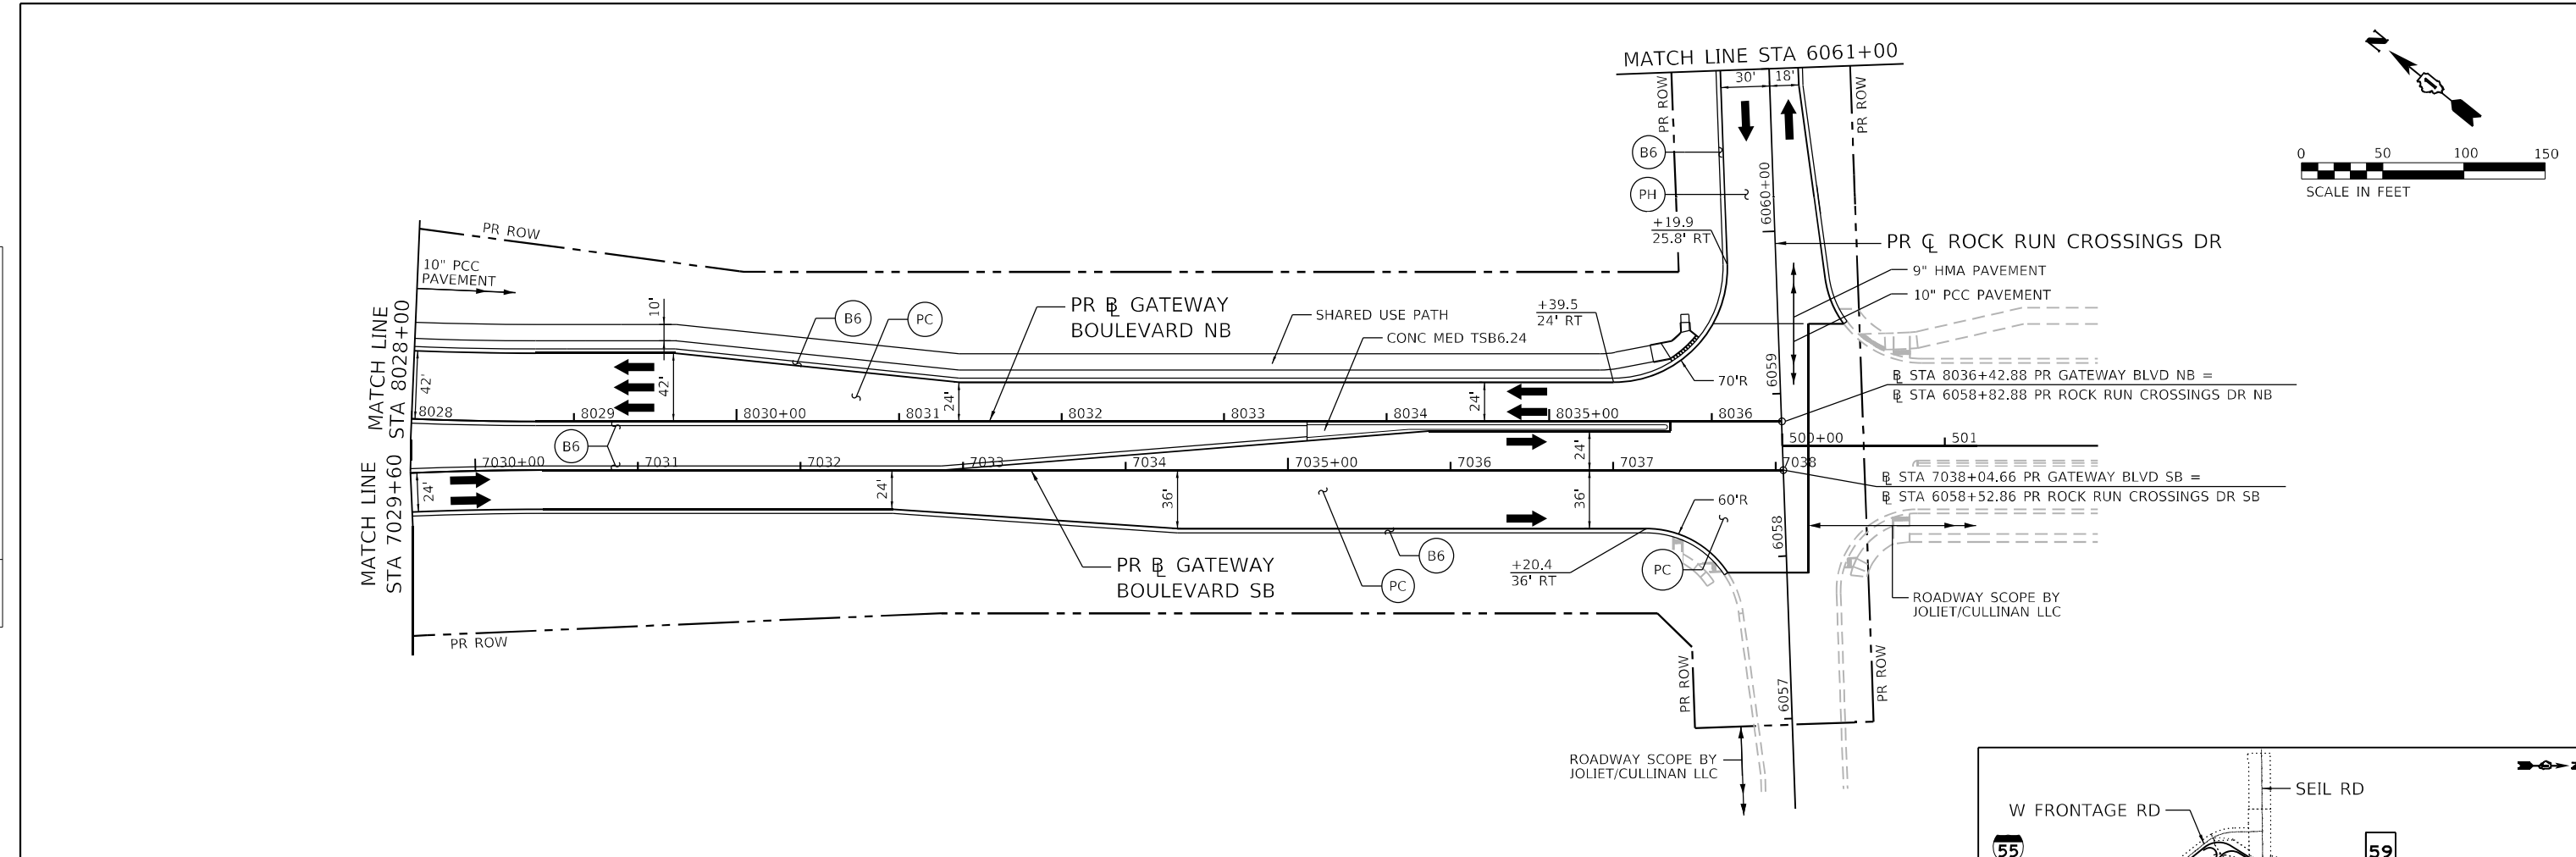 MATCH LINE STA 6061+00
30'
18'
PR ROW
PR ROW
N
0 50 100 150
SCALE IN FEET
B6
PH
6060+00
+19.9
25.8' RT
PR ℄ ROCK RUN CROSSINGS DR
9" HMA PAVEMENT
10" PCC PAVEMENT
PR ROW
10" PCC
PAVEMENT
10'
B6
PC
PR BL GATEWAY
BOULEVARD NB
SHARED USE PATH
CONC MED TSB6.24
+39.5
24' RT
70'R
6059
MATCH LINE
STA 8028+00
42'
42'
24'
24'
8028
8029
8030+00
8031
8032
8033
8034
8035+00
8036
BL STA 8036+42.88 PR GATEWAY BLVD NB =
BL STA 6058+82.88 PR ROCK RUN CROSSINGS DR NB
B6
500+00
501
24'
7030+00
7031
7032
7033
7034
7035+00
7036
7037
7038
MATCH LINE
STA 7029+60
24'
24'
36'
36'
60'R
6058
BL STA 7038+04.66 PR GATEWAY BLVD SB =
BL STA 6058+52.86 PR ROCK RUN CROSSINGS DR SB
PR BL GATEWAY
BOULEVARD SB
B6
PC
+20.4
36' RT
PC
ROADWAY SCOPE BY
JOLIET/CULLINAN LLC
PR ROW
PR ROW
PR ROW
6057
ROADWAY SCOPE BY
JOLIET/CULLINAN LLC
SEIL RD
W FRONTAGE RD
55
59